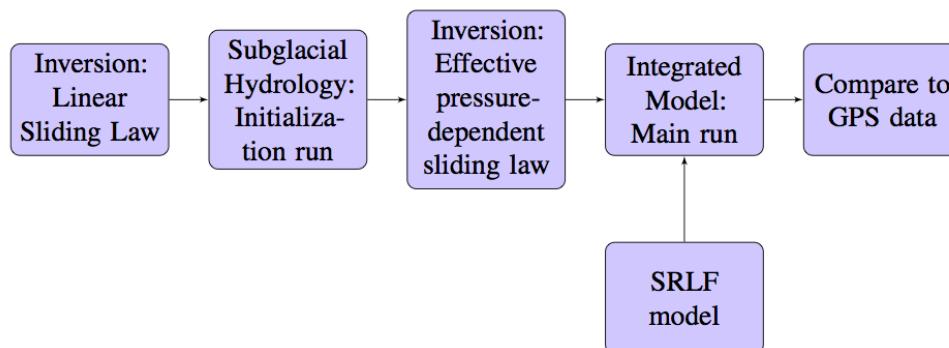 Inversion:
Linear
Sliding Law
Subglacial
Hydrology:
Initializa-
tion run
Inversion:
Effective
pressure-
dependent
sliding law
Integrated
Model:
Main run
Compare to
GPS data
SRLF
model